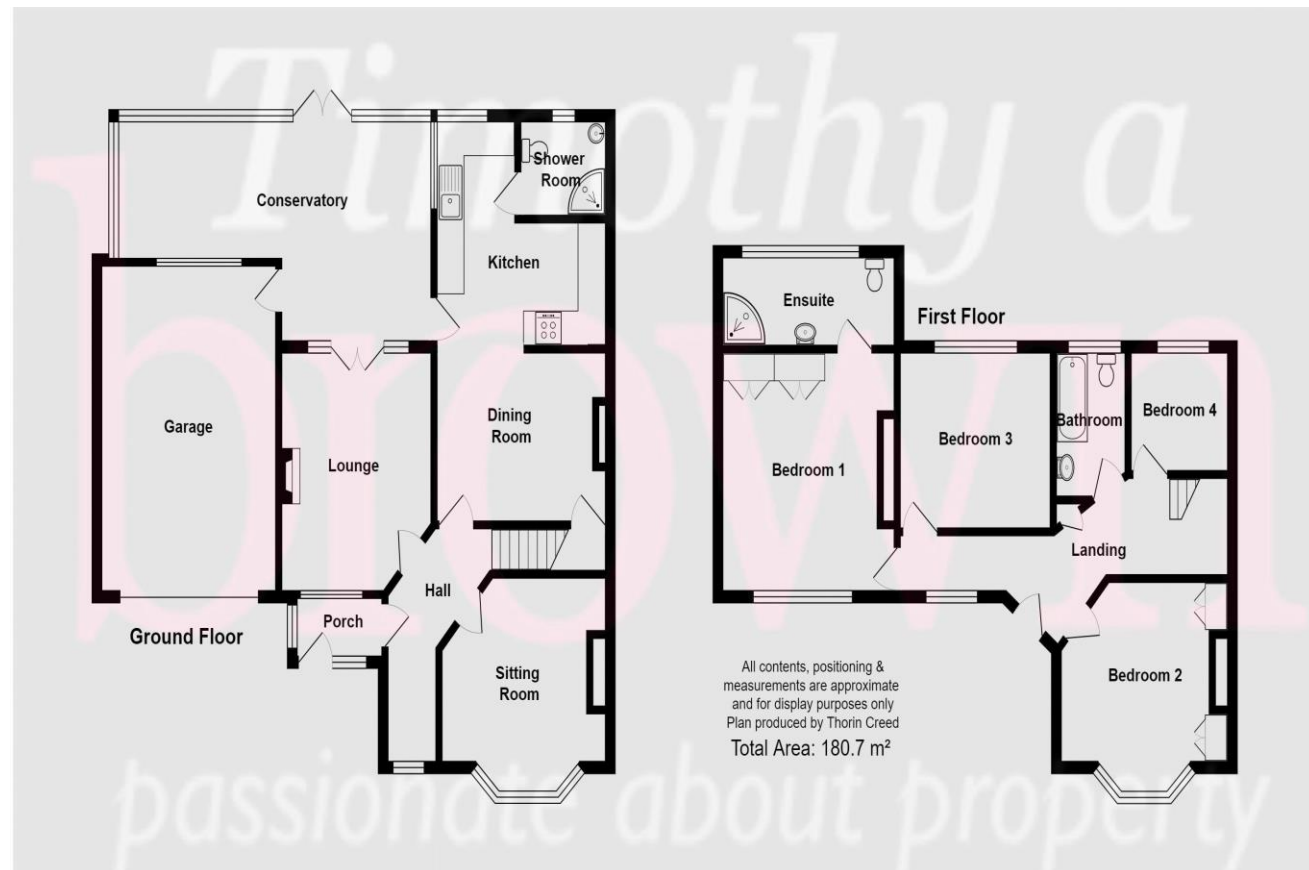 Timothy a
brown
passionate about property
Conservatory
Shower
Room
Kitchen
Garage
Lounge
Dining
Room
Hall
Porch
Ground Floor
Sitting
Room
Ensuite
First Floor
Bedroom 1
Bedroom 3
Bathroom
Bedroom 4
Landing
Bedroom 2
All contents, positioning &
measurements are approximate
and for display purposes only
Plan produced by Thorin Creed
Total Area: 180.7 m²